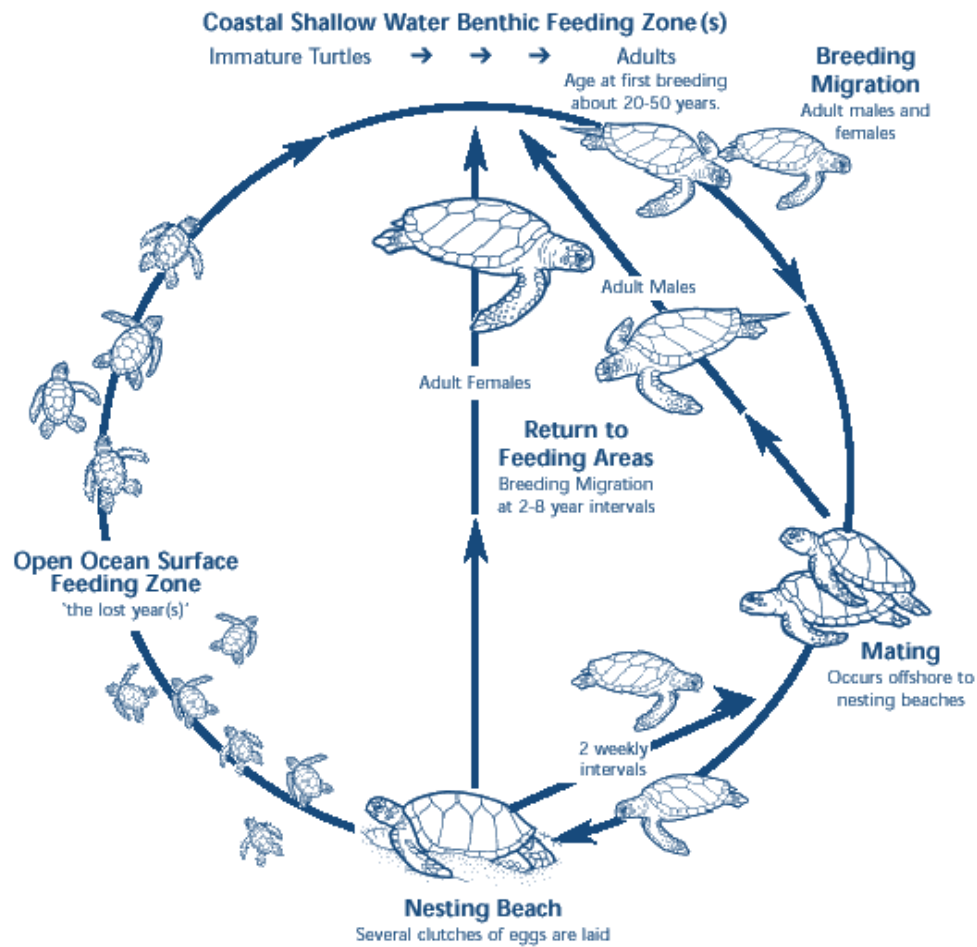 Coastal Shallow Water Benthic Feeding Zone(s)
Immature Turtles → → → Adults
Age at first breeding
about 20-50 years.
Breeding
Migration
Adult males and
females
Adult Males
Adult Females
Return to
Feeding Areas
Breeding Migration
at 2-8 year intervals
Open Ocean Surface
Feeding Zone
'the lost year(s)'
Mating
Occurs offshore to
nesting beaches
2 weekly
intervals
Nesting Beach
Several clutches of eggs are laid